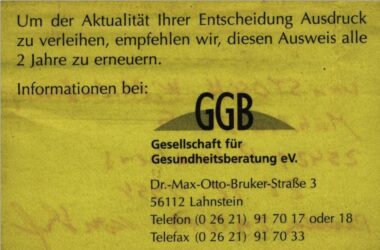 Um der Aktualität Ihrer Entscheidung Ausdruck
zu verleihen, empfehlen wir, diesen Ausweis alle
2 Jahre zu erneuern.
Informationen bei:
GGB
Gesellschaft für
Gesundheitsberatung eV.
Dr.-Max-Otto-Bruker-Straße 3
56112 Lahnstein
Telefon (0 26 21) 91 70 17 oder 18
Telefax (0 26 21) 91 70 33